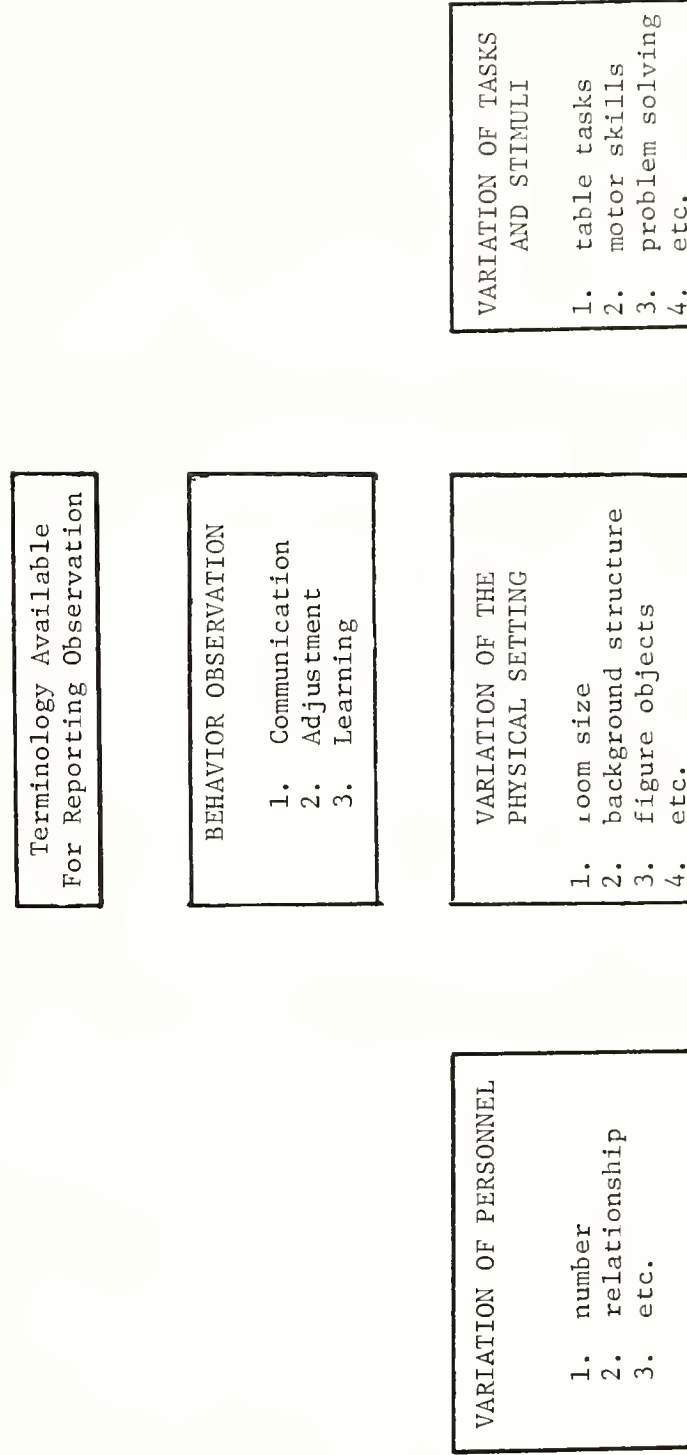 Terminology Available
For Reporting Observation
BEHAVIOR OBSERVATION
1. Communication
2. Adjustment
3. Learning
VARIATION OF PERSONNEL
1. number
2. relationship
3. etc.
VARIATION OF THE
PHYSICAL SETTING
1. room size
2. background structure
3. figure objects
4. etc.
VARIATION OF TASKS
AND STIMULI
1. table tasks
2. motor skills
3. problem solving
4. etc.